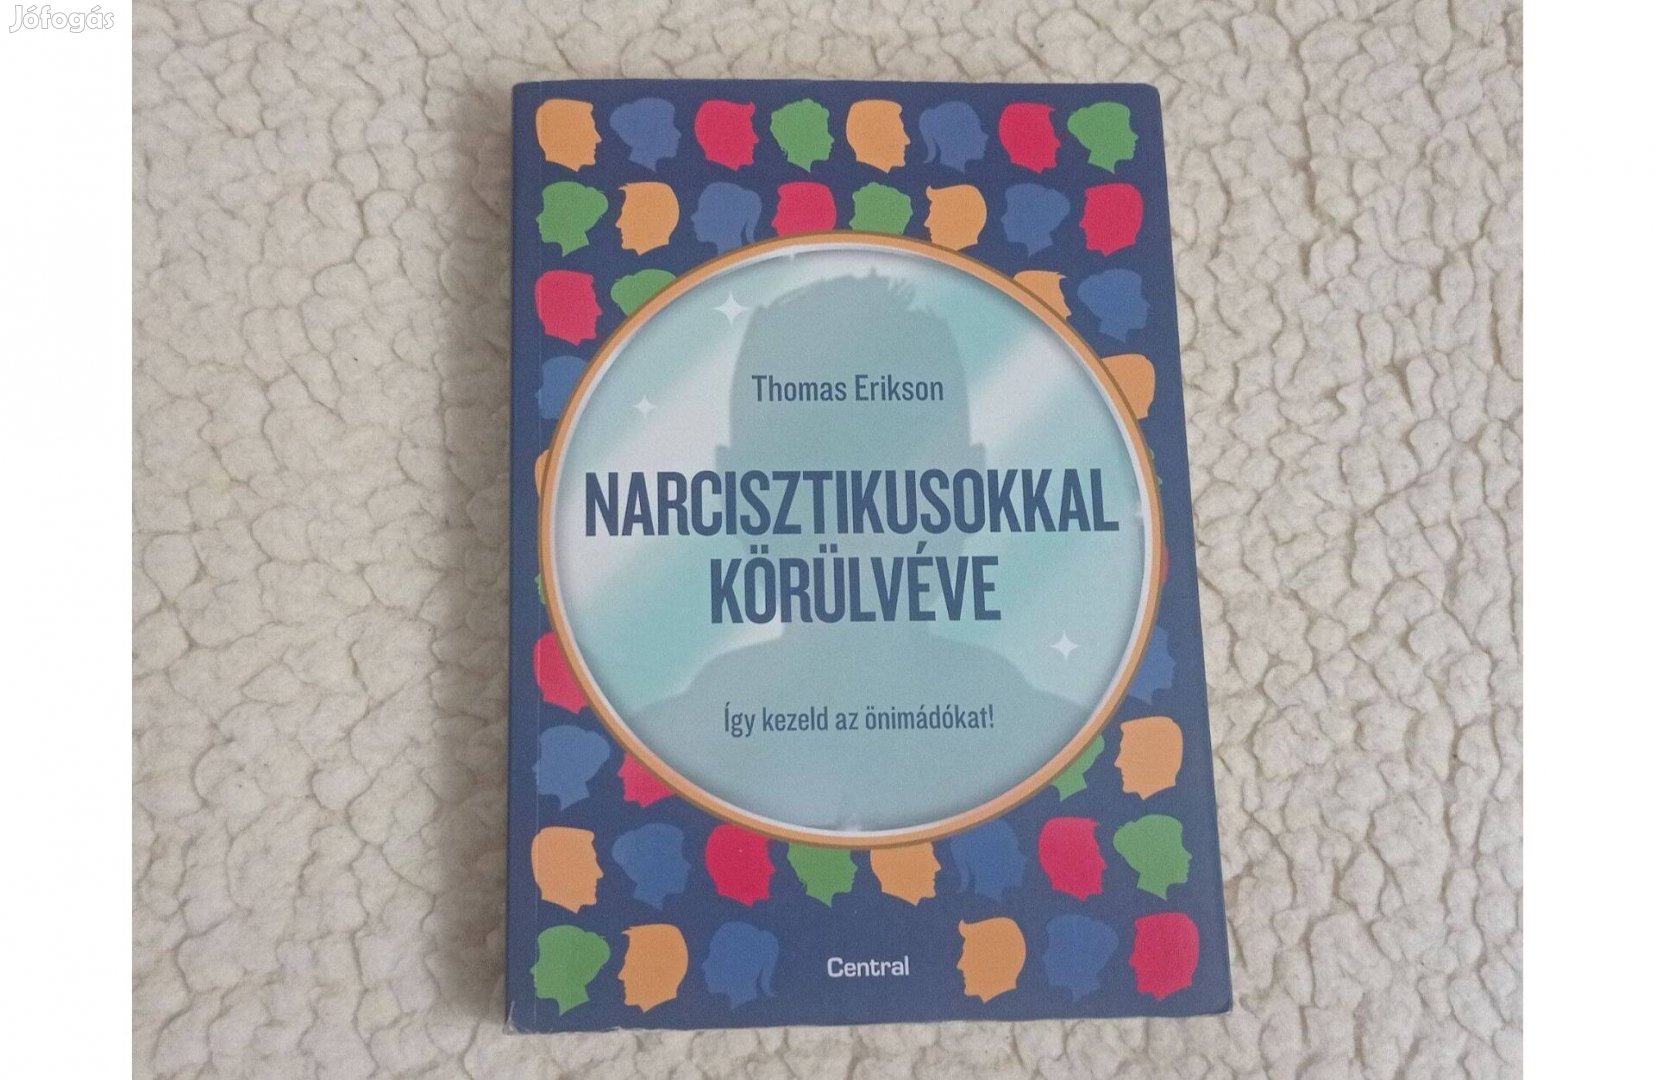 Jófogás
Thomas Erikson
NARCISZTIKUSOKKAL
KÖRÜLVÉVE
Így kezeld az önimádókat!
Central